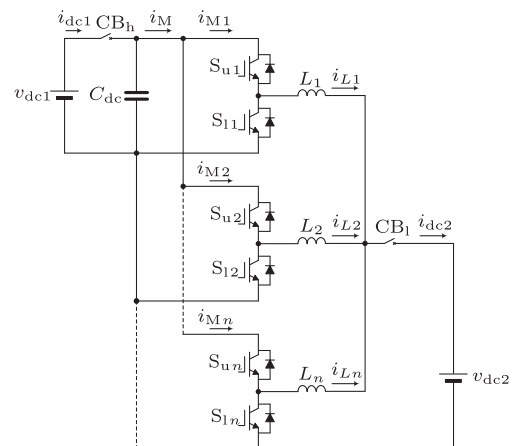 i_dc1 CB_h i_M i_M1
S_u1
L_1 i_L1
v_dc1 C_dc
S_l1
i_M2
S_u2
L_2 i_L2 CB_l i_dc2
S_l2
i_Mn
S_un
L_n i_Ln v_dc2
S_ln